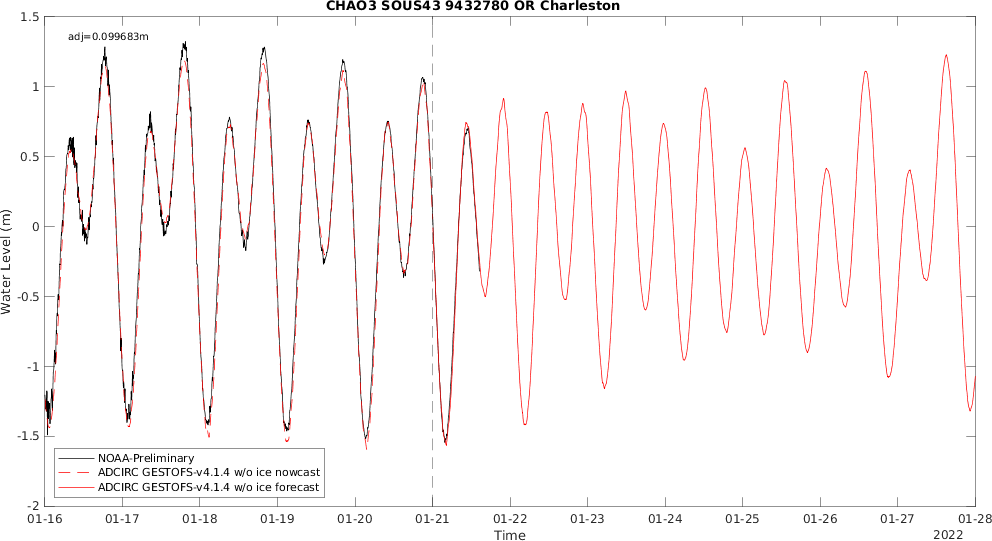 CHAO3 SOUS43 9432780 OR Charleston
adj=0.099683m
1.5
1
0.5
0
-0.5
-1
-1.5
-2
Water Level (m)
NOAA-Preliminary
ADCIRC GESTOFS-v4.1.4 w/o ice nowcast
ADCIRC GESTOFS-v4.1.4 w/o ice forecast
01-16 01-17 01-18 01-19 01-20 01-21 01-22 01-23 01-24 01-25 01-26 01-27 01-28
Time
2022